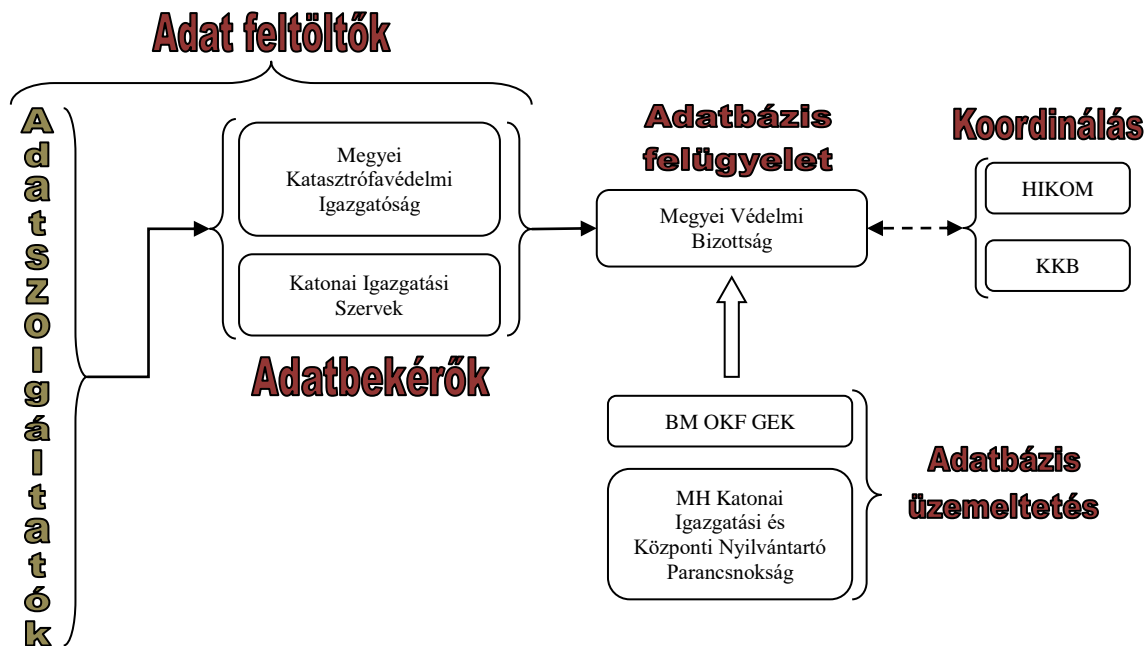 Adat feltöltők
Adatszolgáltatók
Megyei
Katasztrófavédelmi
Igazgatóság
Katonai Igazgatási
Szervek
Adatbekérők
Adatbázis
felügyelet
Megyei Védelmi
Bizottság
Koordinálás
HIKOM
KKB
BM OKF GEK
MH Katonai
Igazgatási és
Központi Nyilvántartó
Parancsnokság
Adatbázis
üzemeltetés